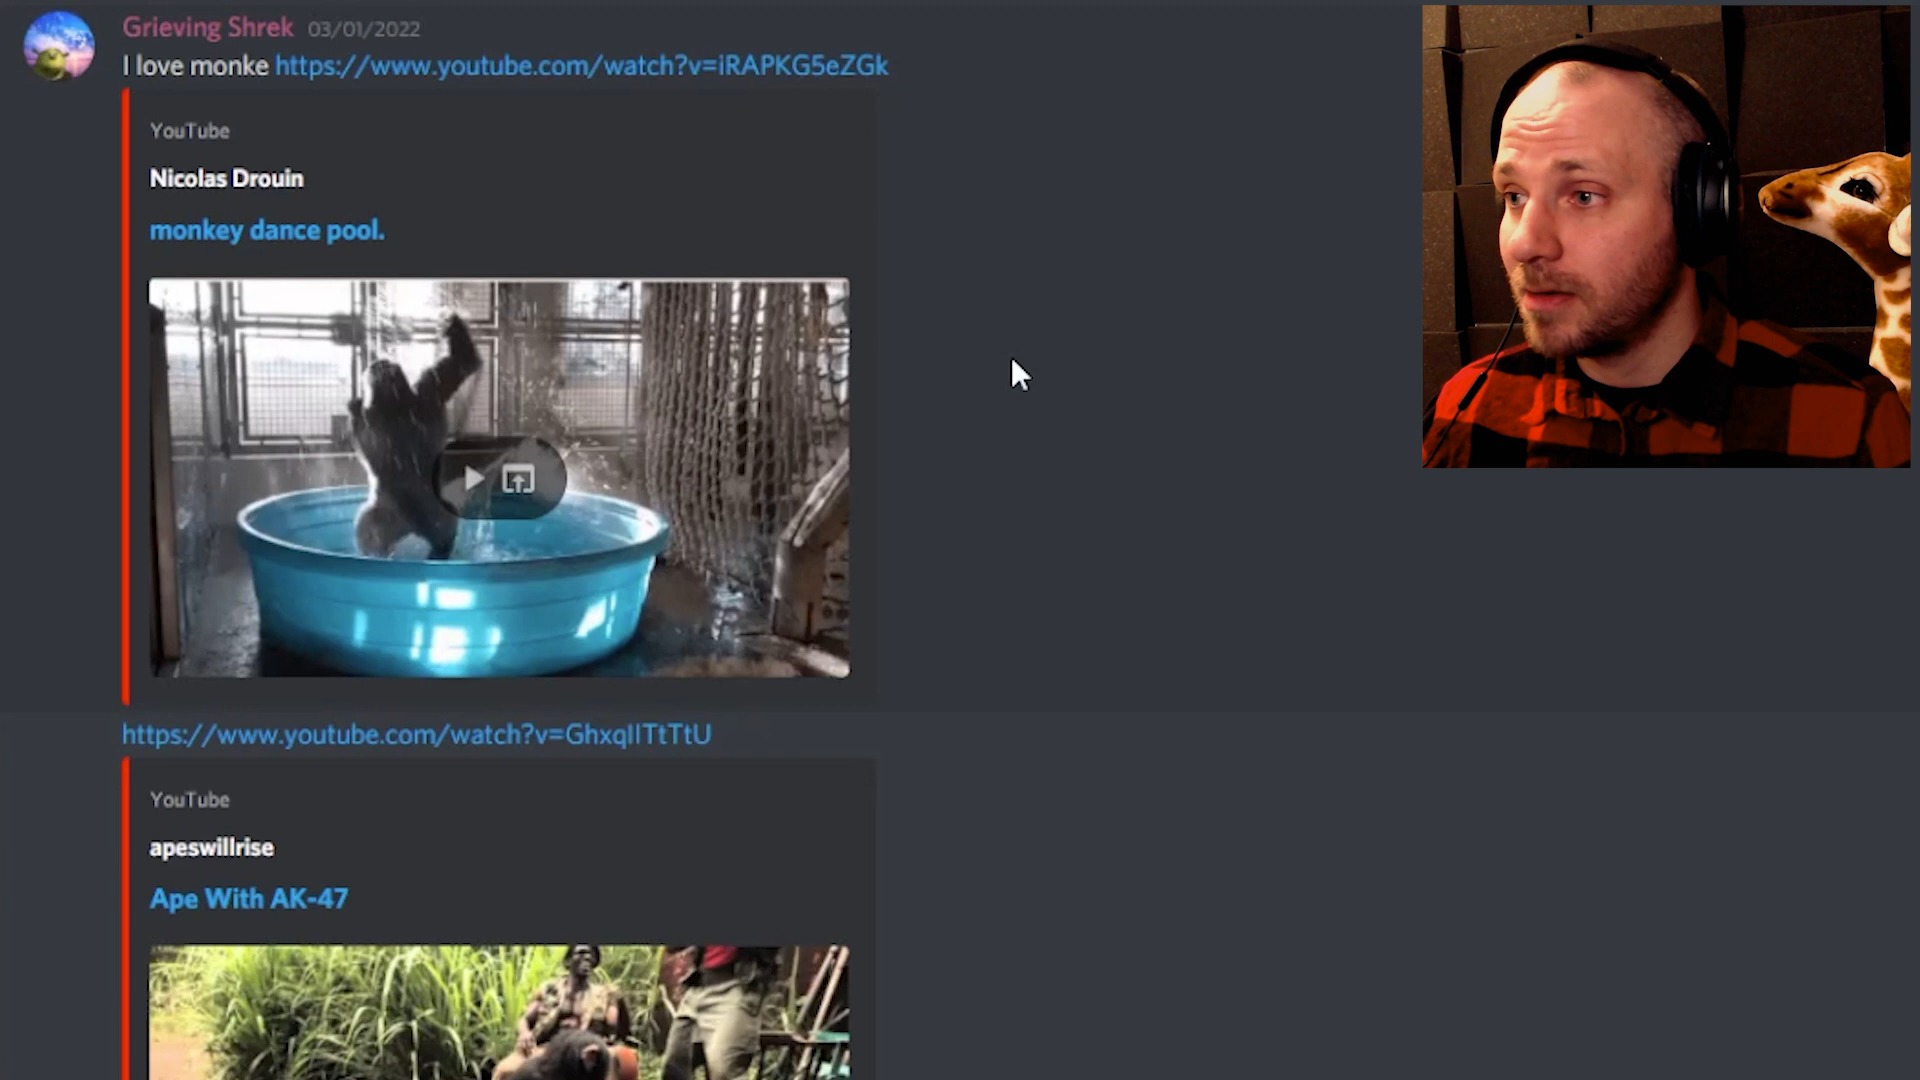 Grieving Shrek 03/01/2022
I love monke https://www.youtube.com/watch?v=iRAPKG5eZGk
YouTube
Nicolas Drouin
monkey dance pool.
https://www.youtube.com/watch?v=GhxqIITtTtU
YouTube
apeswillrise
Ape With AK-47